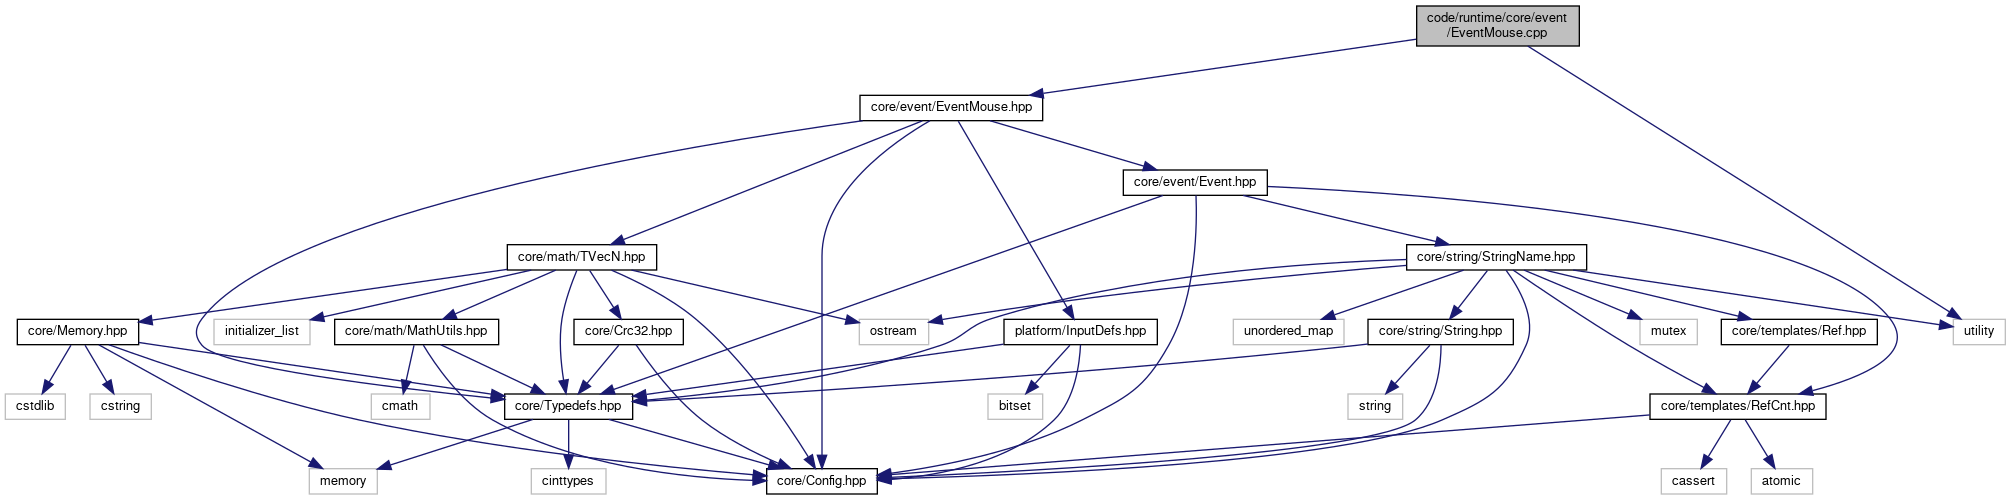 code/runtime/core/event
/EventMouse.cpp
core/event/EventMouse.hpp
core/event/Event.hpp
core/math/TVecN.hpp
core/string/StringName.hpp
core/Memory.hpp
initializer_list
core/math/MathUtils.hpp
core/Crc32.hpp
ostream
platform/InputDefs.hpp
unordered_map
core/string/String.hpp
mutex
core/templates/Ref.hpp
utility
cstdlib
cstring
cmath
core/Typedefs.hpp
bitset
string
core/templates/RefCnt.hpp
memory
cinttypes
core/Config.hpp
cassert
atomic